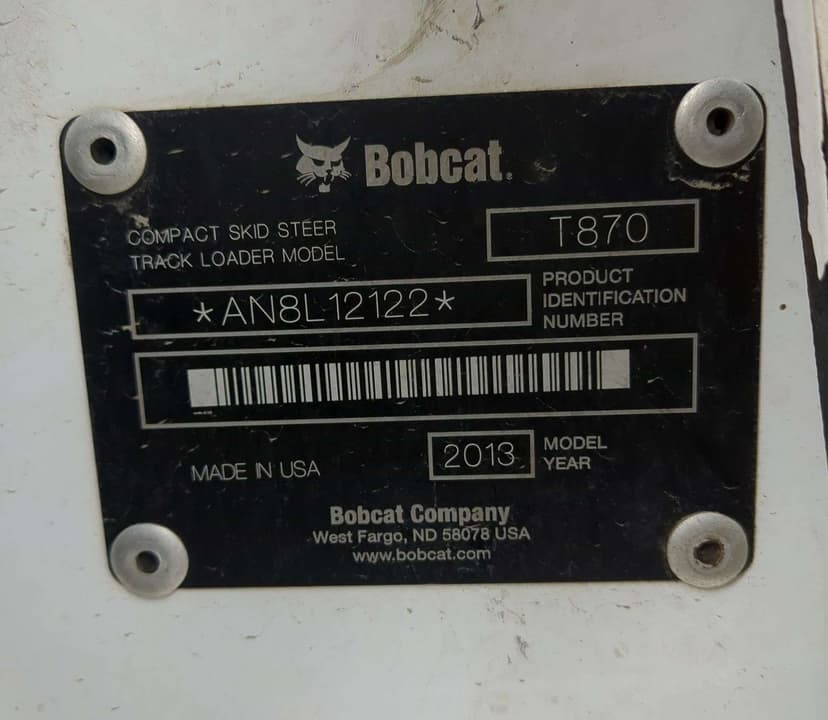 Bobcat.
COMPACT SKID STEER
TRACK LOADER MODEL
T870
*AN8L12122*
PRODUCT
IDENTIFICATION
NUMBER
MADE IN USA
2013
MODEL
YEAR
Bobcat Company
West Fargo, ND 58078 USA
www.bobcat.com